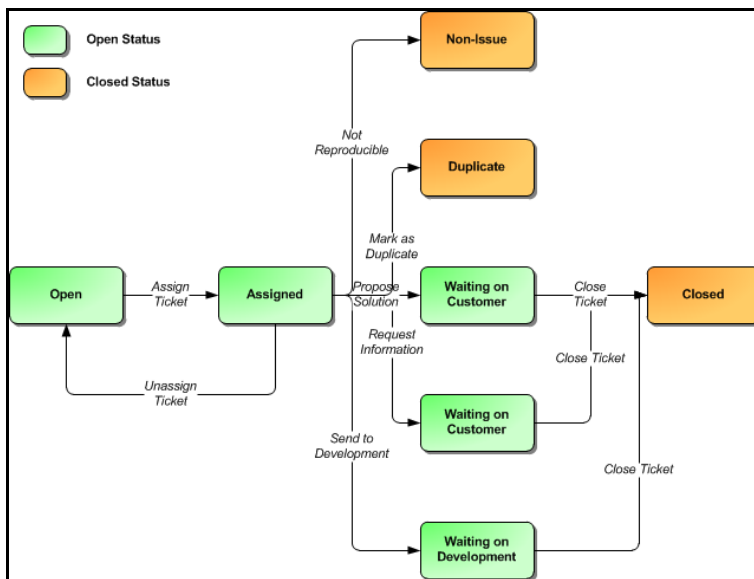 Open Status
Closed Status
Non-Issue
Not
Reproducible
Duplicate
Mark as
Duplicate
Open
Assign
Ticket
Assigned
Propose
Solution
Waiting on
Customer
Close
Ticket
Closed
Request
Information
Close Ticket
Unassign
Ticket
Waiting on
Customer
Send to
Development
Close Ticket
Waiting on
Development